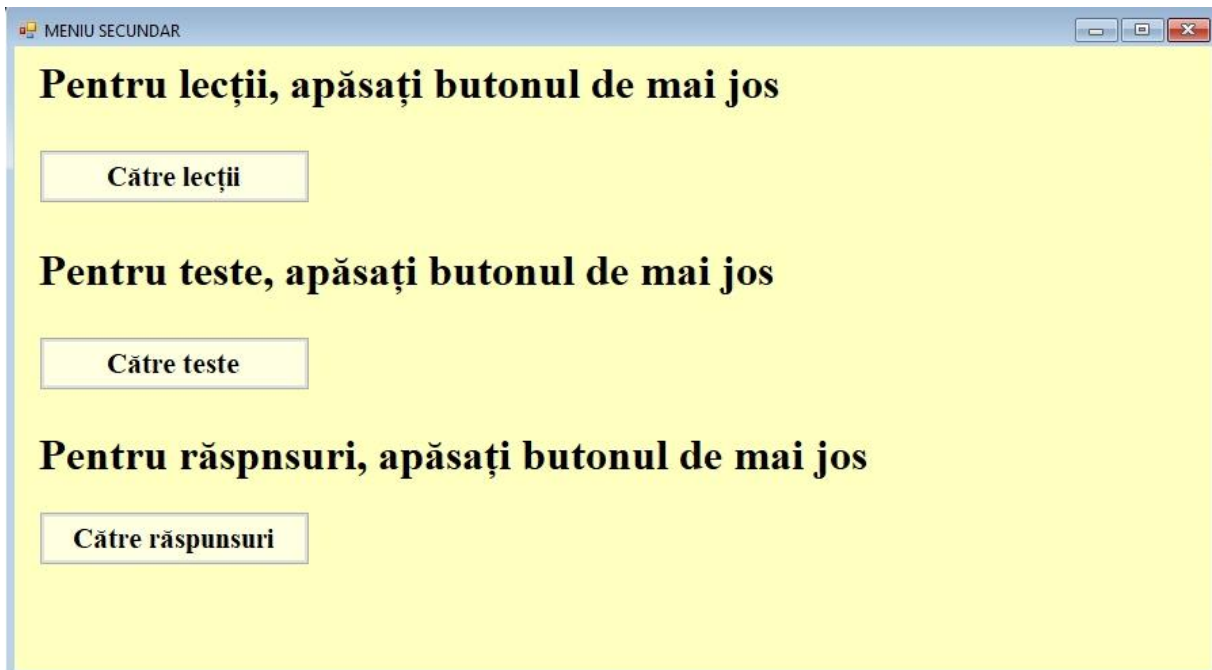 MENIU SECUNDAR
Pentru lecții, apăsați butonul de mai jos
Către lecții
Pentru teste, apăsați butonul de mai jos
Către teste
Pentru răspnsuri, apăsați butonul de mai jos
Către răspunsuri